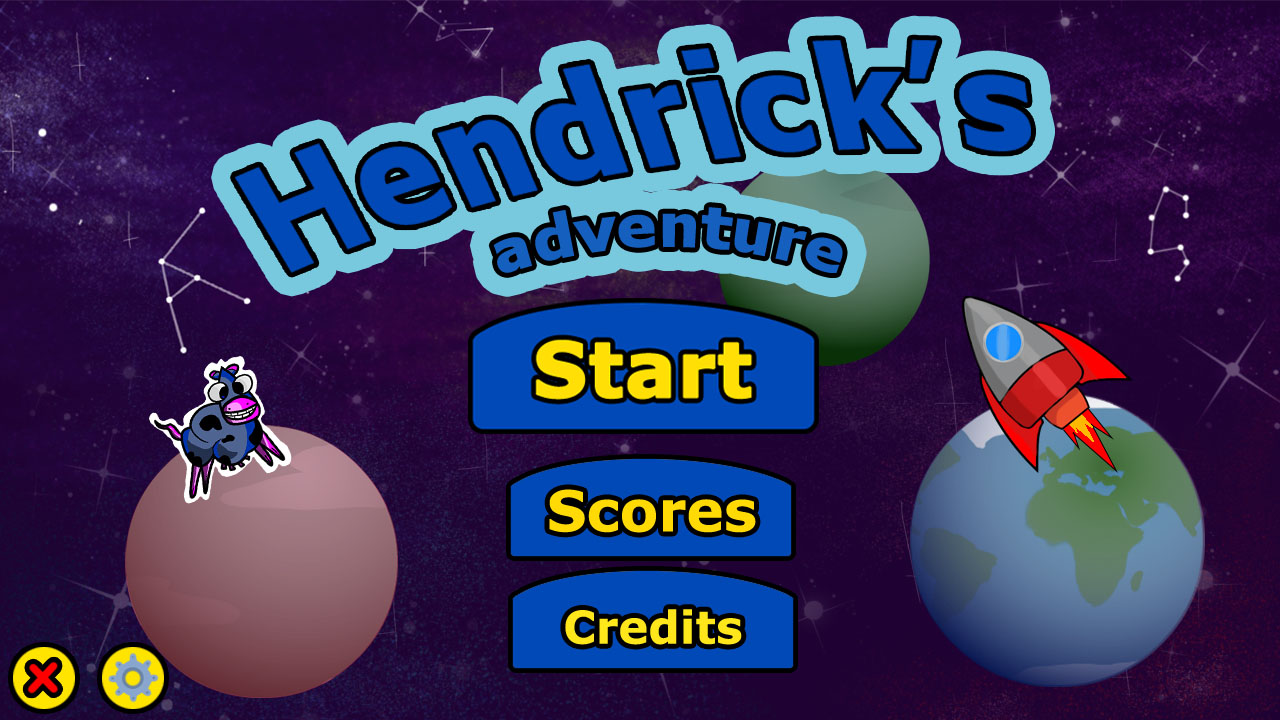 Hendrick's
adventure
Start
Scores
Credits